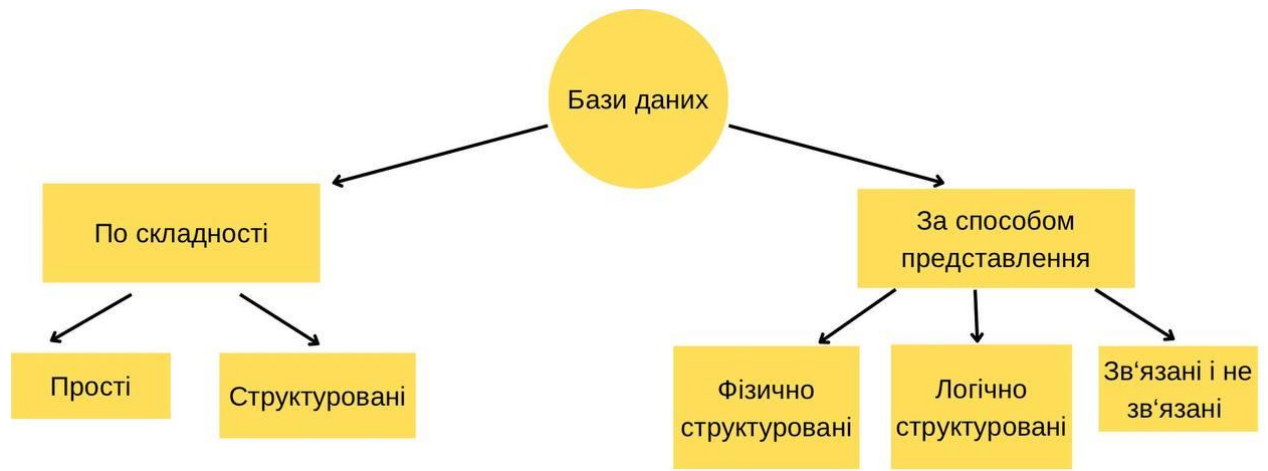 Бази даних
По складності
За способом
представлення
Прості
Структуровані
Фізично
структуровані
Логічно
структуровані
Зв‘язані і не
зв‘язані